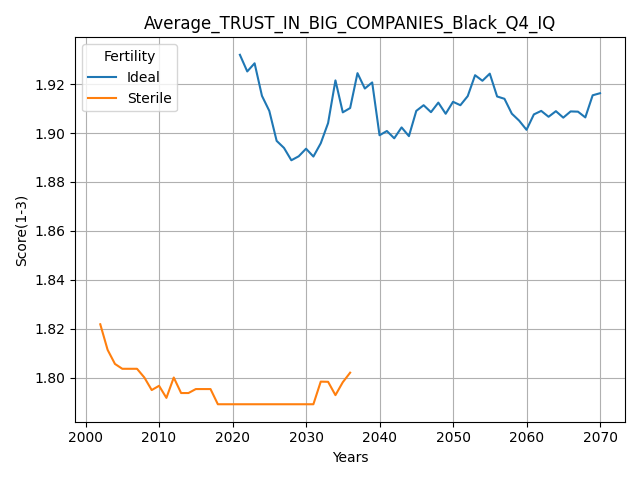 Average_TRUST_IN_BIG_COMPANIES_Black_Q4_IQ
Fertility
Ideal
Sterile
Score(1-3)
1.92
1.90
1.88
1.86
1.84
1.82
1.80
2000 2010 2020 2030 2040 2050 2060 2070
Years